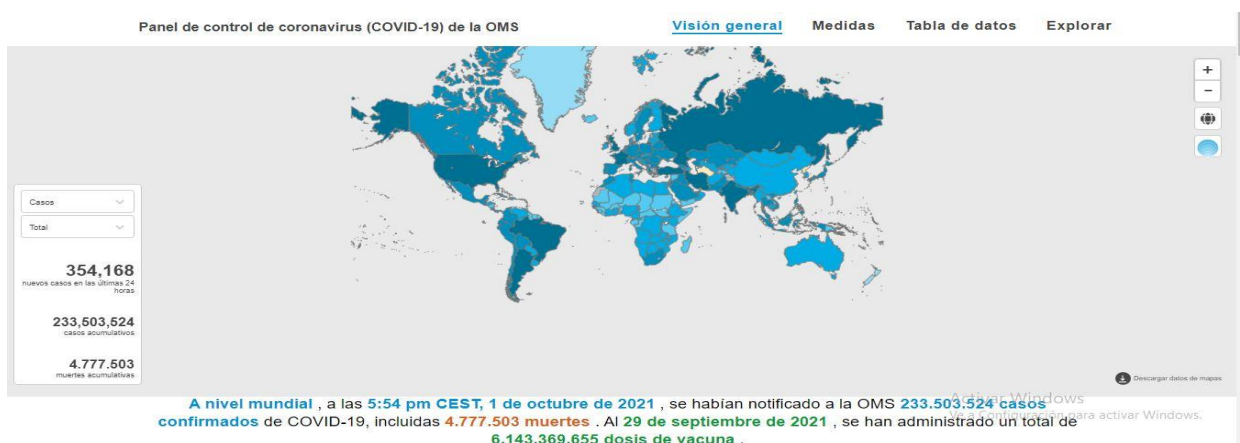 Panel de control de coronavirus (COVID-19) de la OMS
Visión general Medidas Tabla de datos Explorar
+
−
Casos
Total
354,168
nuevos casos en las últimas 24
horas
233,503,524
casos acumulativos
4.777.503
muertes acumulativas
Descargar datos de mapas
A nivel mundial , a las 5:54 pm CEST, 1 de octubre de 2021 , se habían notificado a la OMS 233.503.524 casos
confirmados de COVID-19, incluidas 4.777.503 muertes . Al 29 de septiembre de 2021 , se han administrado un total de
6.143.369.655 dosis de vacuna .
Activar Windows
Ve a Configuración para activar Windows.